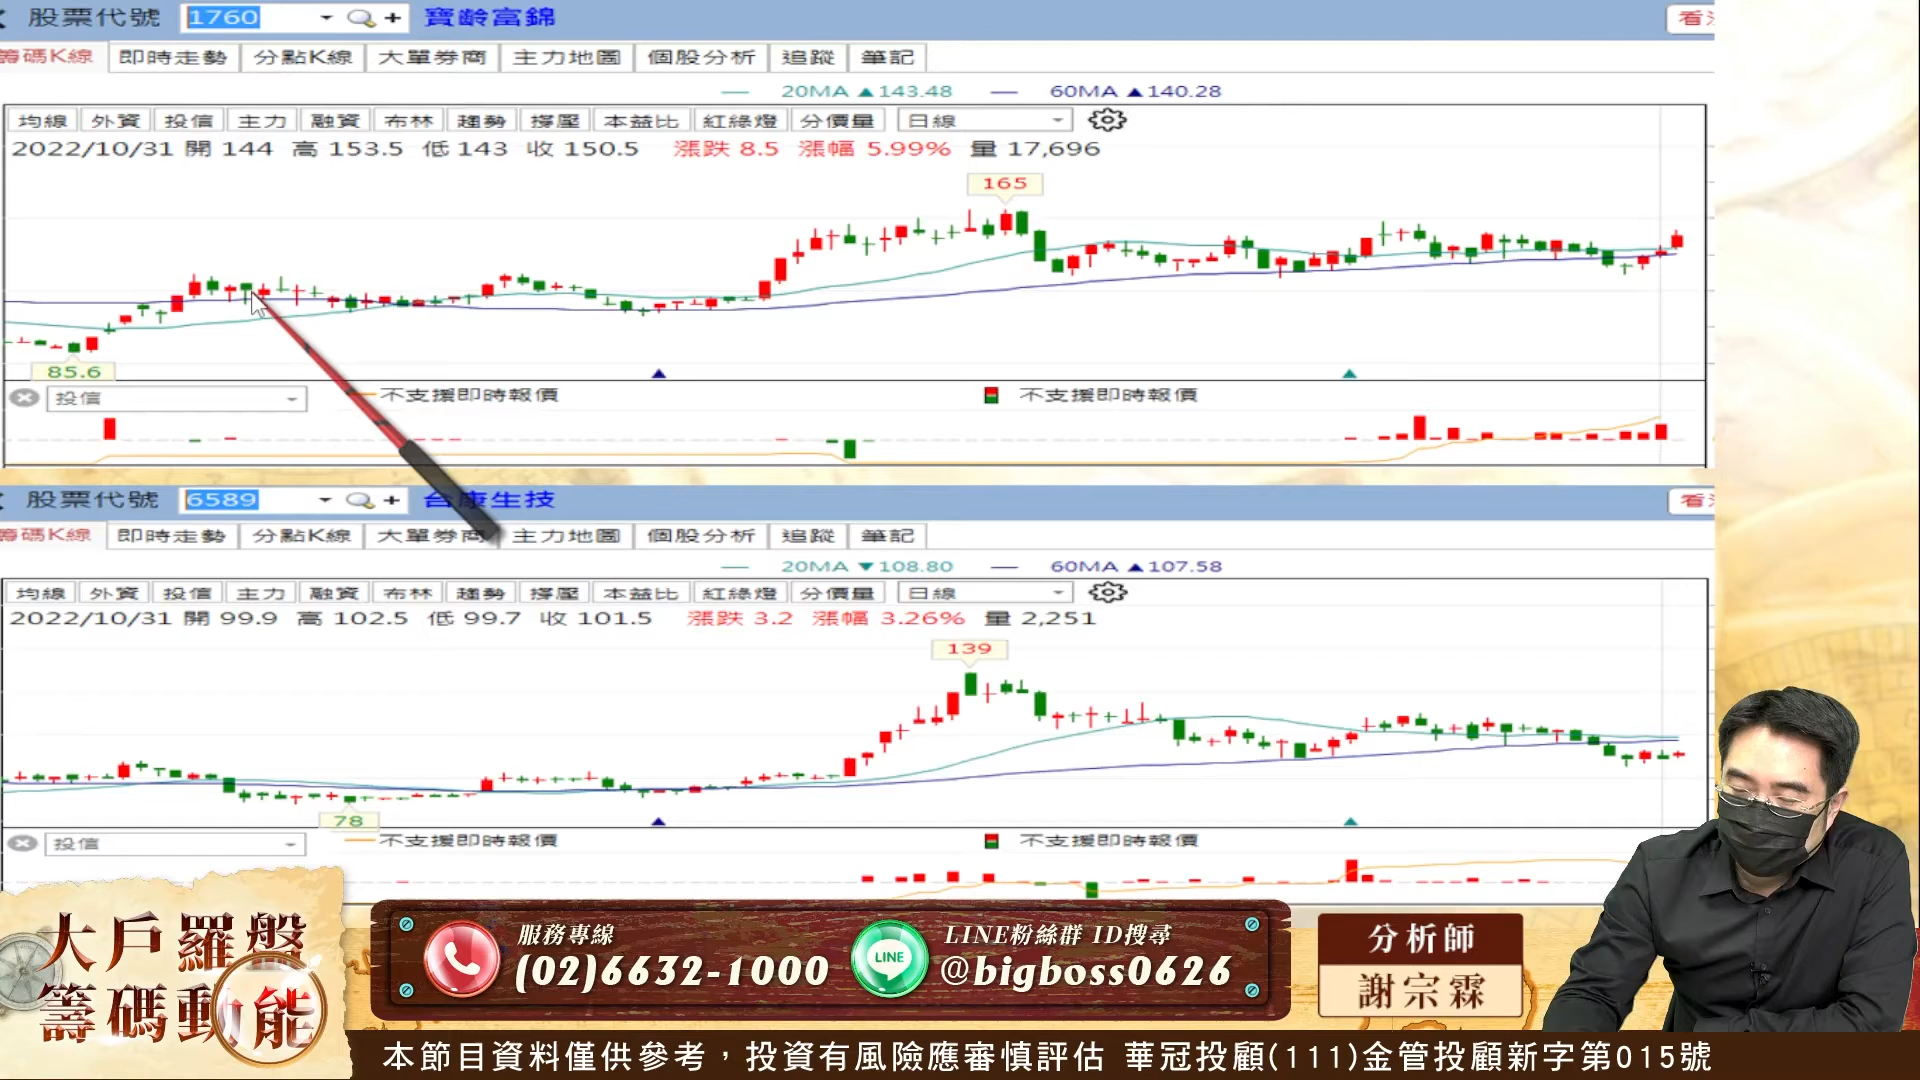 股票代號 1760 寶齡富錦
籌碼K線 即時走勢 分點K線 大單券商 主力地圖 個股分析 追蹤 筆記
20MA ▲143.48 60MA ▲140.28
均線 外資 投信 主力 融資 布林 趨勢 撐壓 本益比 紅綠燈 分價量 日線
2022/10/31 開 144 高 153.5 低 143 收 150.5 漲跌 8.5 漲幅 5.99% 量 17,696
165
85.6
投信 不支援即時報價 不支援即時報價
股票代號 6589 台康生技
籌碼K線 即時走勢 分點K線 大單券商 主力地圖 個股分析 追蹤 筆記
20MA ▼108.80 60MA ▲107.58
均線 外資 投信 主力 融資 布林 趨勢 撐壓 本益比 紅綠燈 分價量 日線
2022/10/31 開 99.9 高 102.5 低 99.7 收 101.5 漲跌 3.2 漲幅 3.26% 量 2,251
139
78
投信 不支援即時報價 不支援即時報價
大戶羅盤
籌碼動能
服務專線
(02)6632-1000
LINE
LINE粉絲群 ID搜尋
@bigboss0626
分析師
謝宗霖
本節目資料僅供參考，投資有風險應審慎評估 華冠投顧(111)金管投顧新字第015號